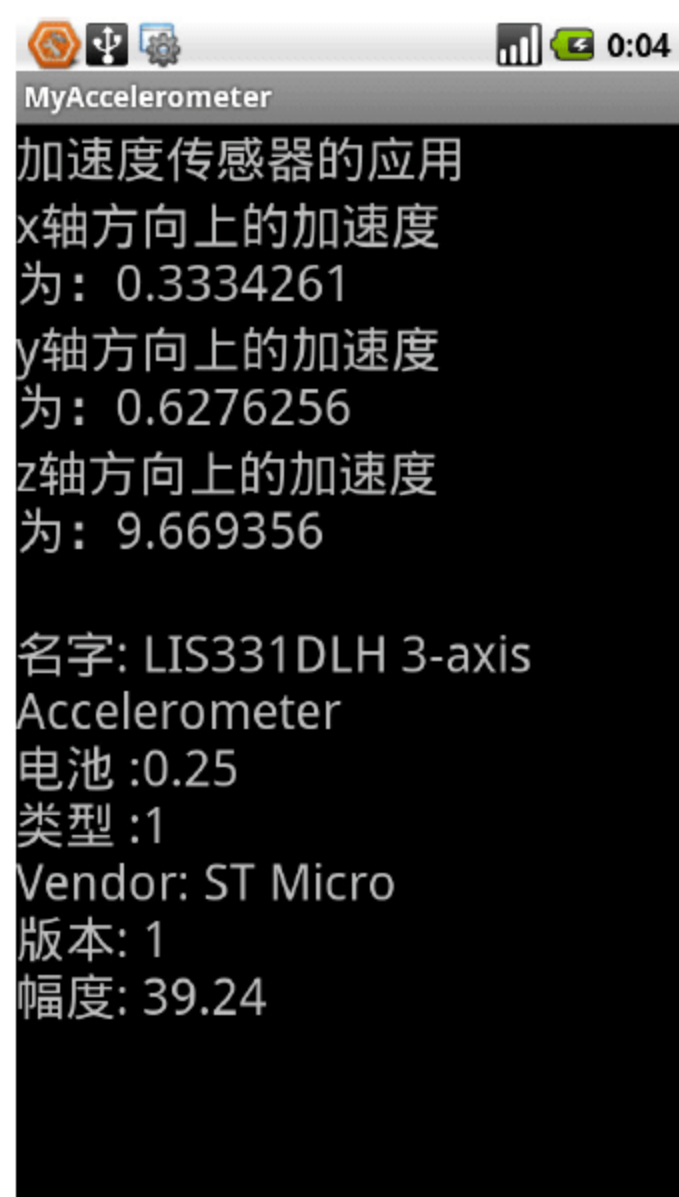 0:04
MyAccelerometer
加速度传感器的应用
x轴方向上的加速度
为：0.3334261
y轴方向上的加速度
为：0.6276256
z轴方向上的加速度
为：9.669356
名字: LIS331DLH 3-axis
Accelerometer
电池 :0.25
类型 :1
Vendor: ST Micro
版本: 1
幅度: 39.24